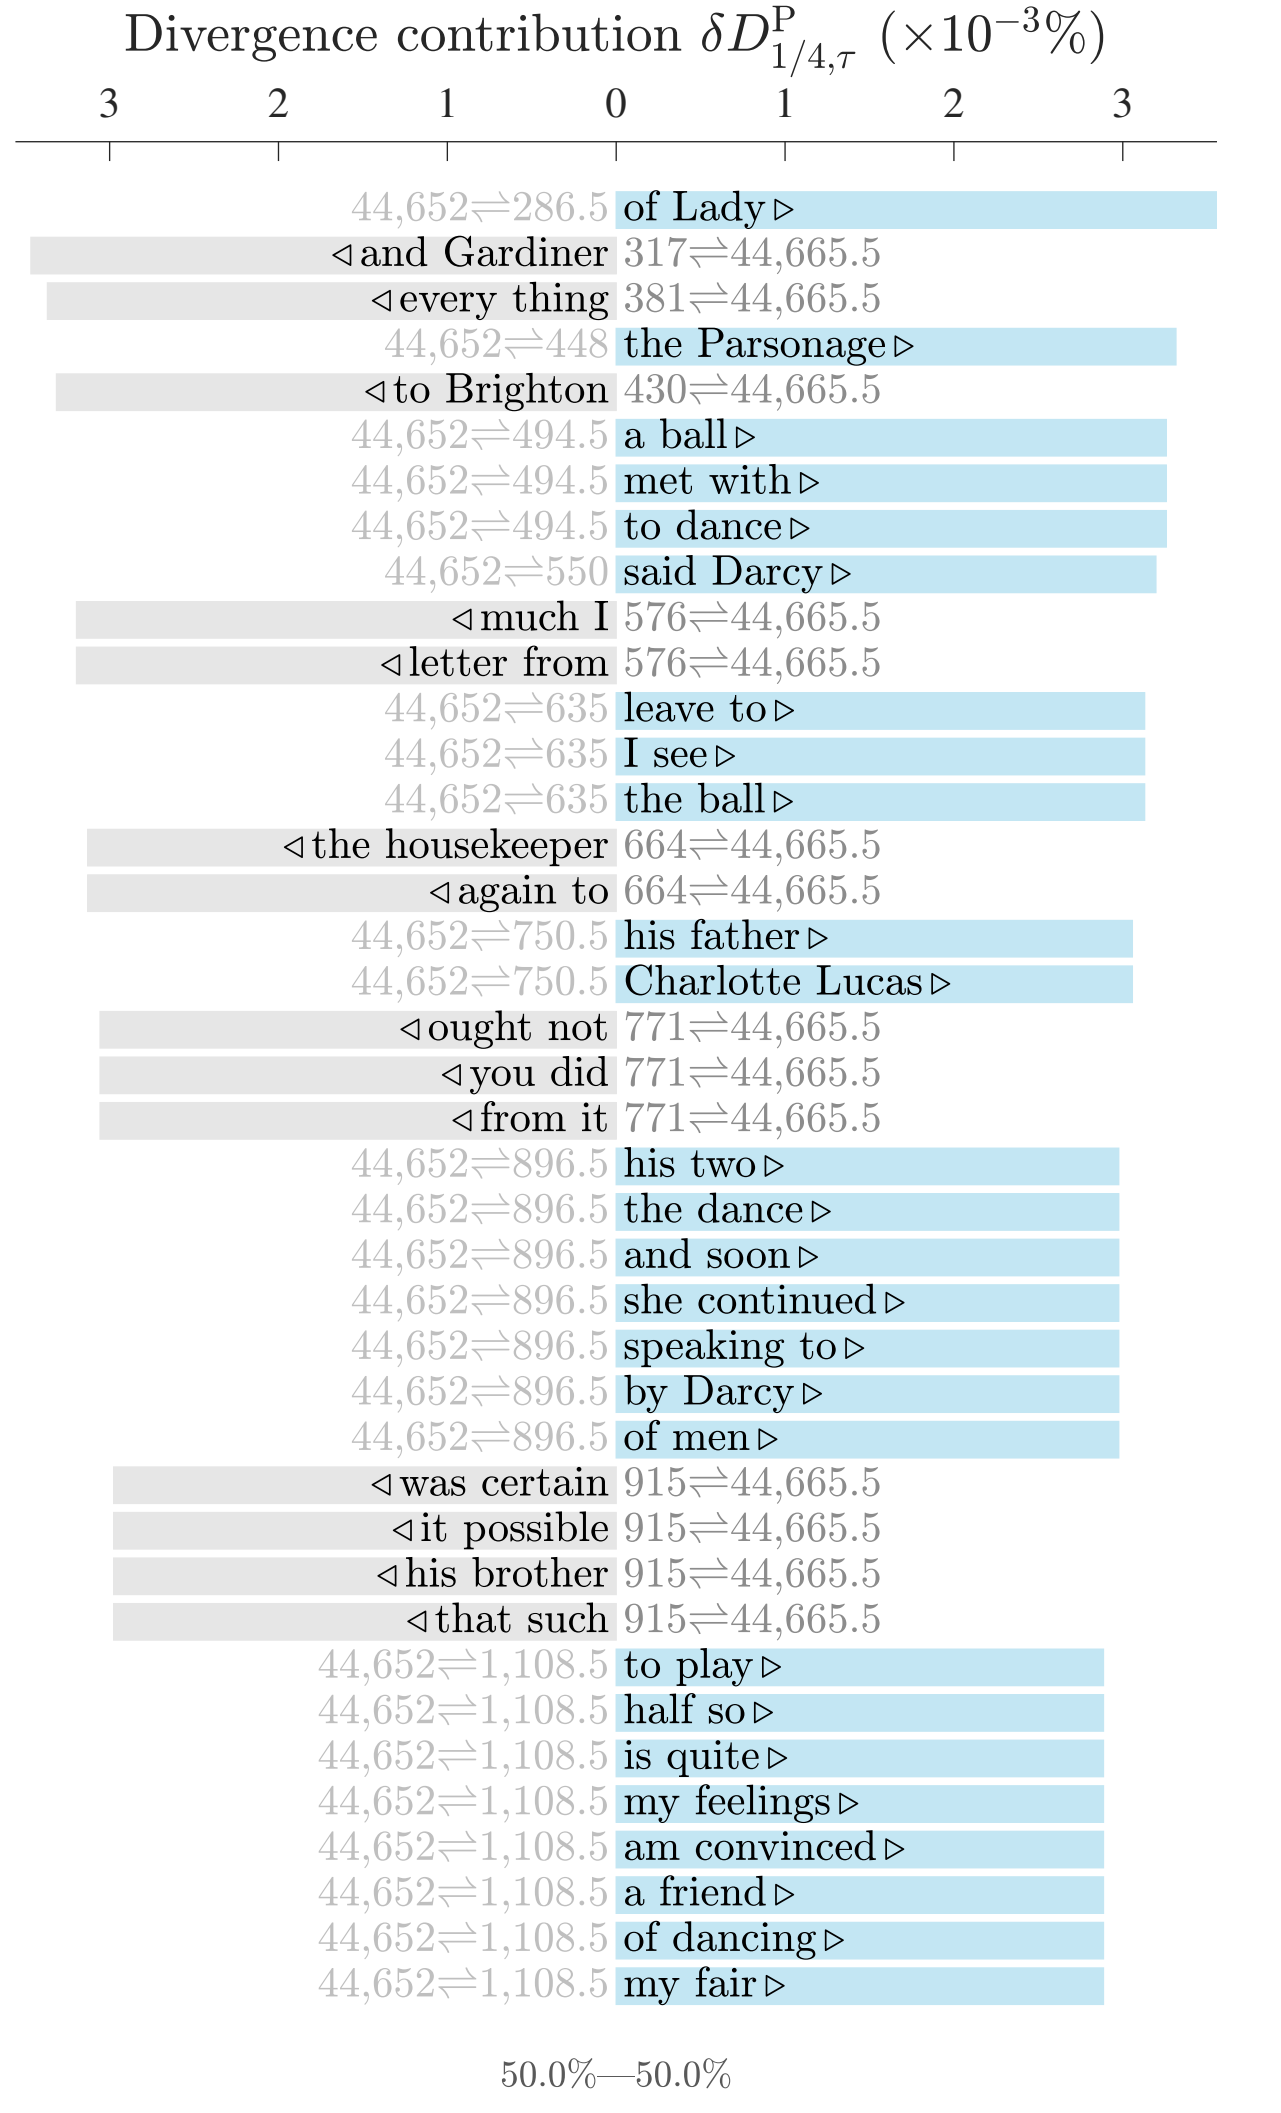 Divergence contribution δD^P_{1/4,τ} (×10^{−3}%)
3 2 1 0 1 2 3
44,652⇌286.5 of Lady▷
◁and Gardiner 317⇌44,665.5
◁every thing 381⇌44,665.5
44,652⇌448 the Parsonage▷
◁to Brighton 430⇌44,665.5
44,652⇌494.5 a ball▷
44,652⇌494.5 met with▷
44,652⇌494.5 to dance▷
44,652⇌550 said Darcy▷
◁much I 576⇌44,665.5
◁letter from 576⇌44,665.5
44,652⇌635 leave to▷
44,652⇌635 I see▷
44,652⇌635 the ball▷
◁the housekeeper 664⇌44,665.5
◁again to 664⇌44,665.5
44,652⇌750.5 his father▷
44,652⇌750.5 Charlotte Lucas▷
◁ought not 771⇌44,665.5
◁you did 771⇌44,665.5
◁from it 771⇌44,665.5
44,652⇌896.5 his two▷
44,652⇌896.5 the dance▷
44,652⇌896.5 and soon▷
44,652⇌896.5 she continued▷
44,652⇌896.5 speaking to▷
44,652⇌896.5 by Darcy▷
44,652⇌896.5 of men▷
◁was certain 915⇌44,665.5
◁it possible 915⇌44,665.5
◁his brother 915⇌44,665.5
◁that such 915⇌44,665.5
44,652⇌1,108.5 to play▷
44,652⇌1,108.5 half so▷
44,652⇌1,108.5 is quite▷
44,652⇌1,108.5 my feelings▷
44,652⇌1,108.5 am convinced▷
44,652⇌1,108.5 a friend▷
44,652⇌1,108.5 of dancing▷
44,652⇌1,108.5 my fair▷
50.0%—50.0%